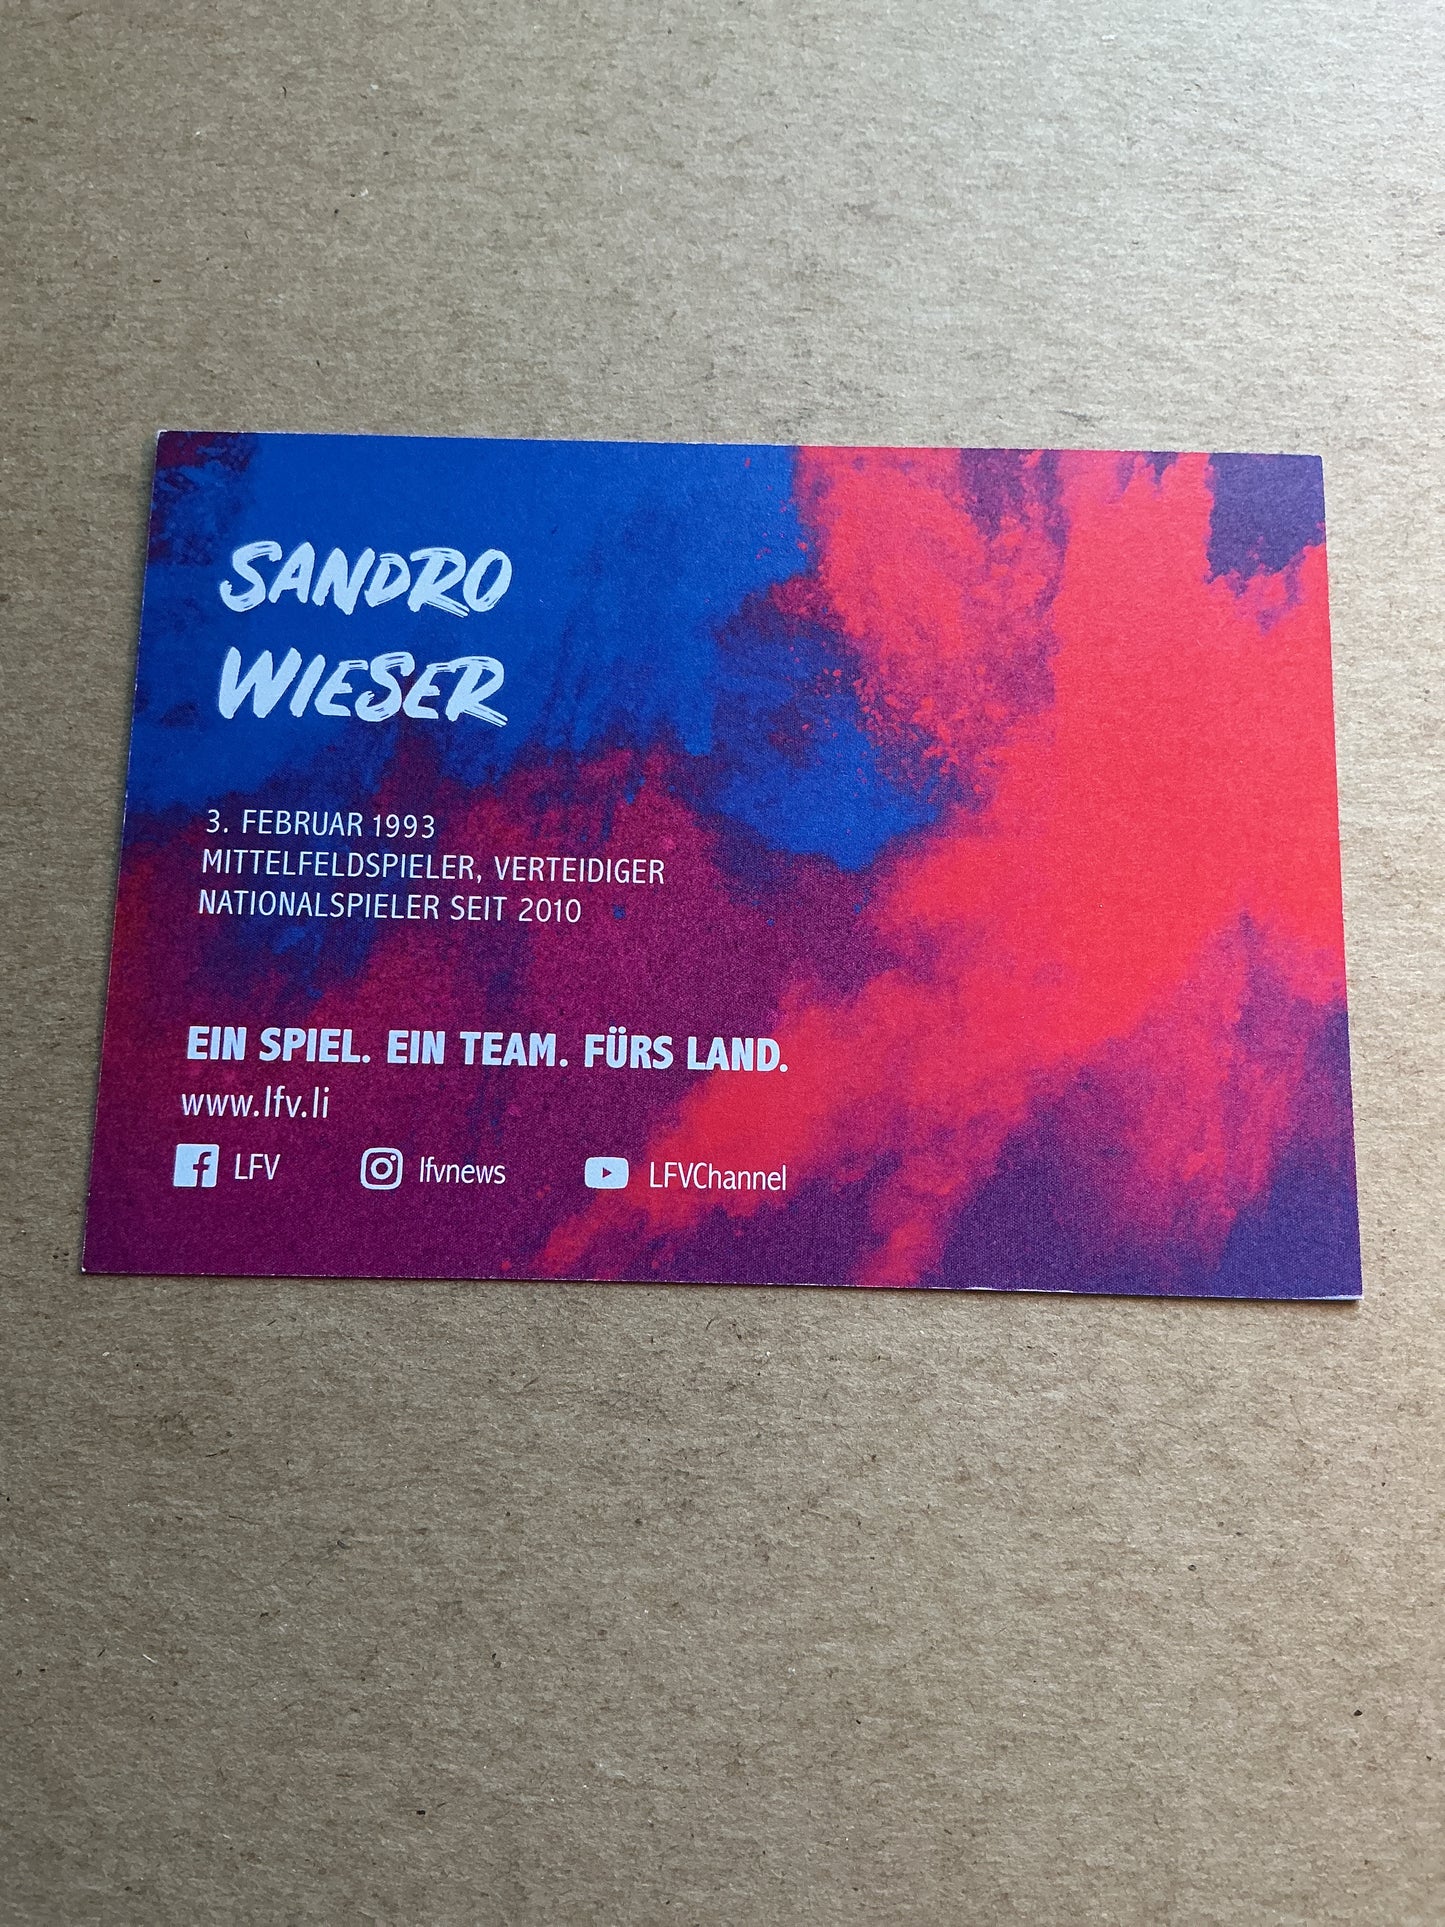 SANDRO
WIESER
3. FEBRUAR 1993
MITTELFELDSPIELER, VERTEIDIGER
NATIONALSPIELER SEIT 2010
EIN SPIEL. EIN TEAM. FÜRS LAND.
www.lfv.li
LFV lfvnews LFVChannel